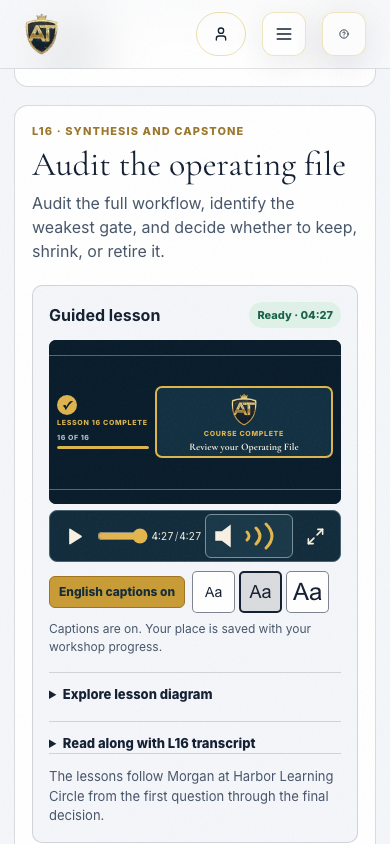 AT
L16 · SYNTHESIS AND CAPSTONE
Audit the operating file
Audit the full workflow, identify the
weakest gate, and decide whether to keep,
shrink, or retire it.
Guided lesson
Ready · 04:27
LESSON 16 COMPLETE
16 OF 16
AT
COURSE COMPLETE
Review your Operating File
4:27/4:27
English captions on
Aa
Aa
Aa
Captions are on. Your place is saved with your
workshop progress.
Explore lesson diagram
Read along with L16 transcript
The lessons follow Morgan at Harbor Learning
Circle from the first question through the final
decision.